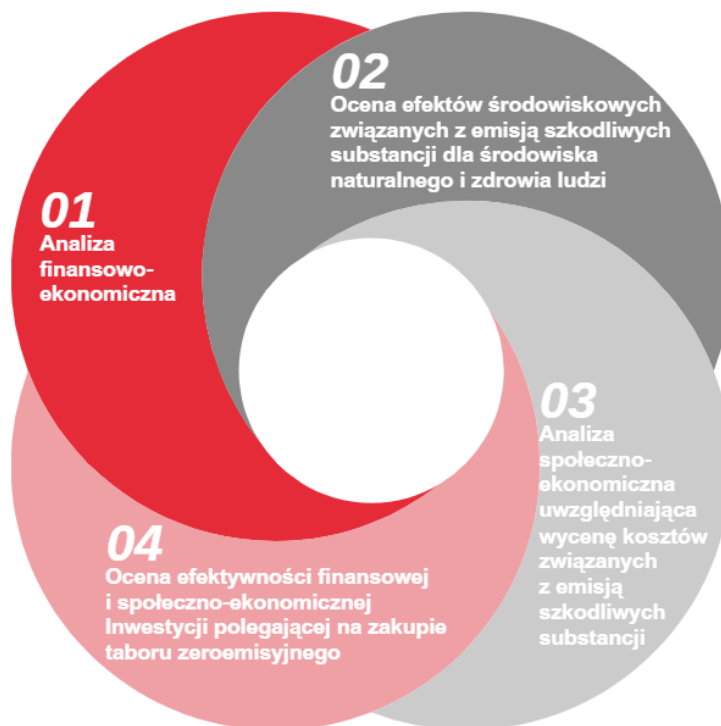 01
Analiza
finansowo-
ekonomiczna
02
Ocena efektów środowiskowych
związanych z emisją szkodliwych
substancji dla środowiska
naturalnego i zdrowia ludzi
03
Analiza
społeczno-
ekonomiczna
uwzględniająca
wycenę kosztów
związanych
z emisją
szkodliwych
substancji
04
Ocena efektywności finansowej
i społeczno-ekonomicznej
Inwestycji polegającej na zakupie
taboru zeroemisyjnego